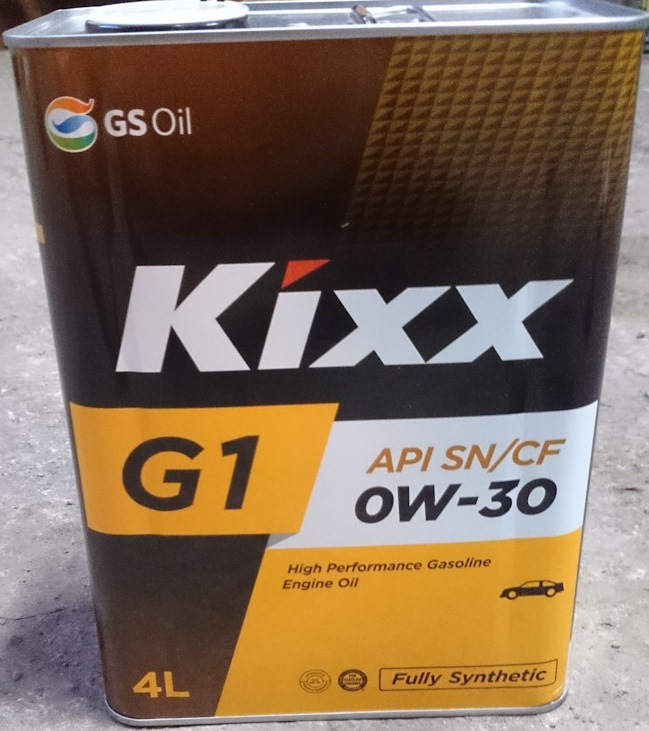 GS Oil
Kixx
G1
API SN/CF
0W-30
High Performance Gasoline
Engine Oil
4L
Fully Synthetic